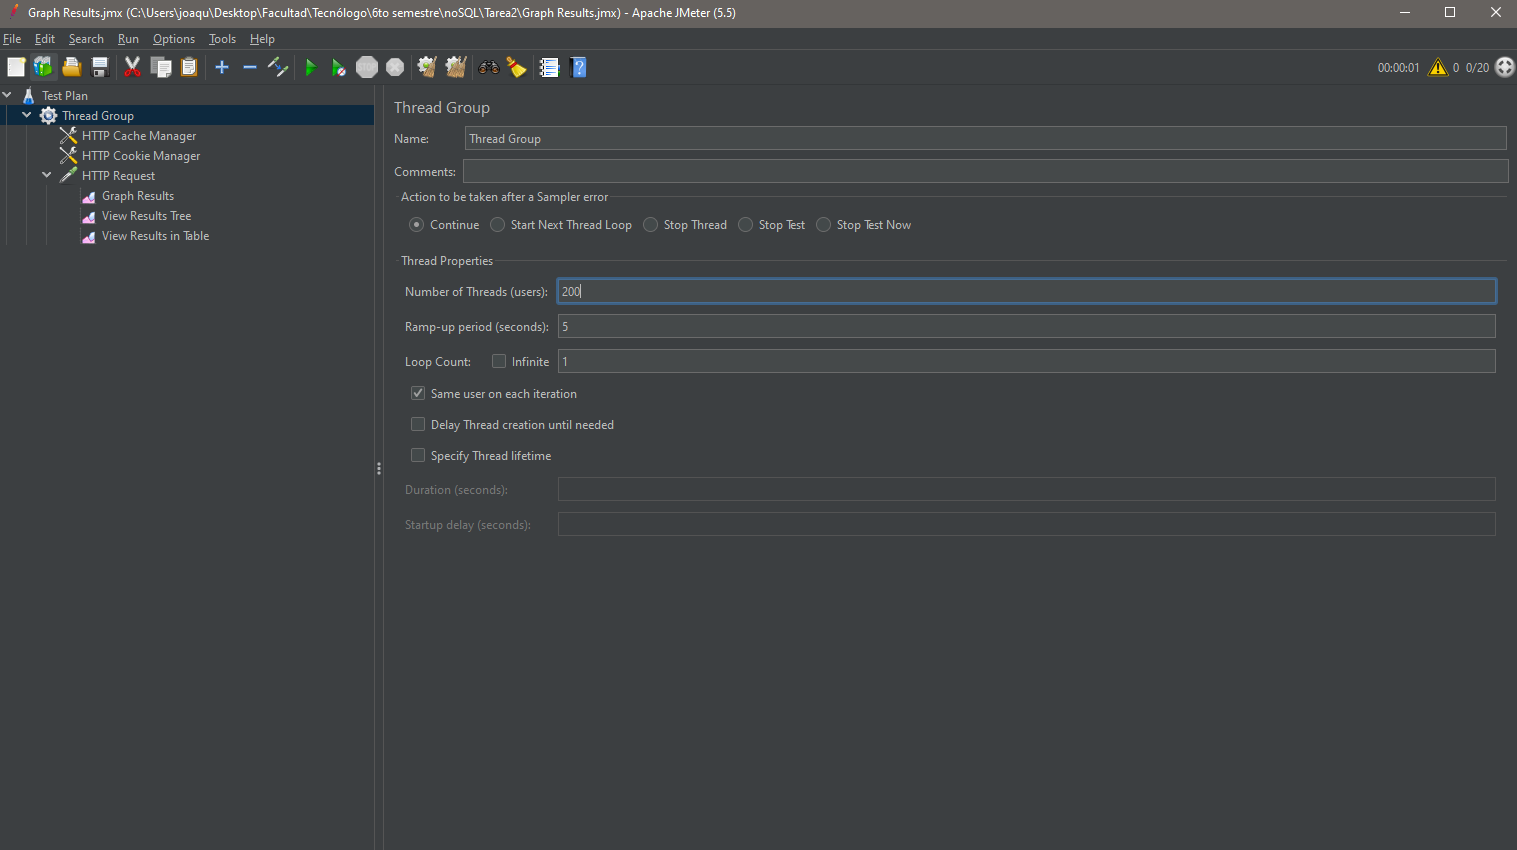 Graph Results.jmx (C:\Users\joaqu\Desktop\Facultad\Tecnólogo\6to semestre\noSQL\Tarea2\Graph Results.jmx) - Apache JMeter (5.5)
File Edit Search Run Options Tools Help
STOP
00:00:01 0 0/20
Test Plan
Thread Group
HTTP Cache Manager
HTTP Cookie Manager
HTTP Request
Graph Results
View Results Tree
View Results in Table
Thread Group
Name: Thread Group
Comments:
Action to be taken after a Sampler error
Continue Start Next Thread Loop Stop Thread Stop Test Stop Test Now
Thread Properties
Number of Threads (users): 200
Ramp-up period (seconds): 5
Loop Count: Infinite 1
Same user on each iteration
Delay Thread creation until needed
Specify Thread lifetime
Duration (seconds):
Startup delay (seconds):